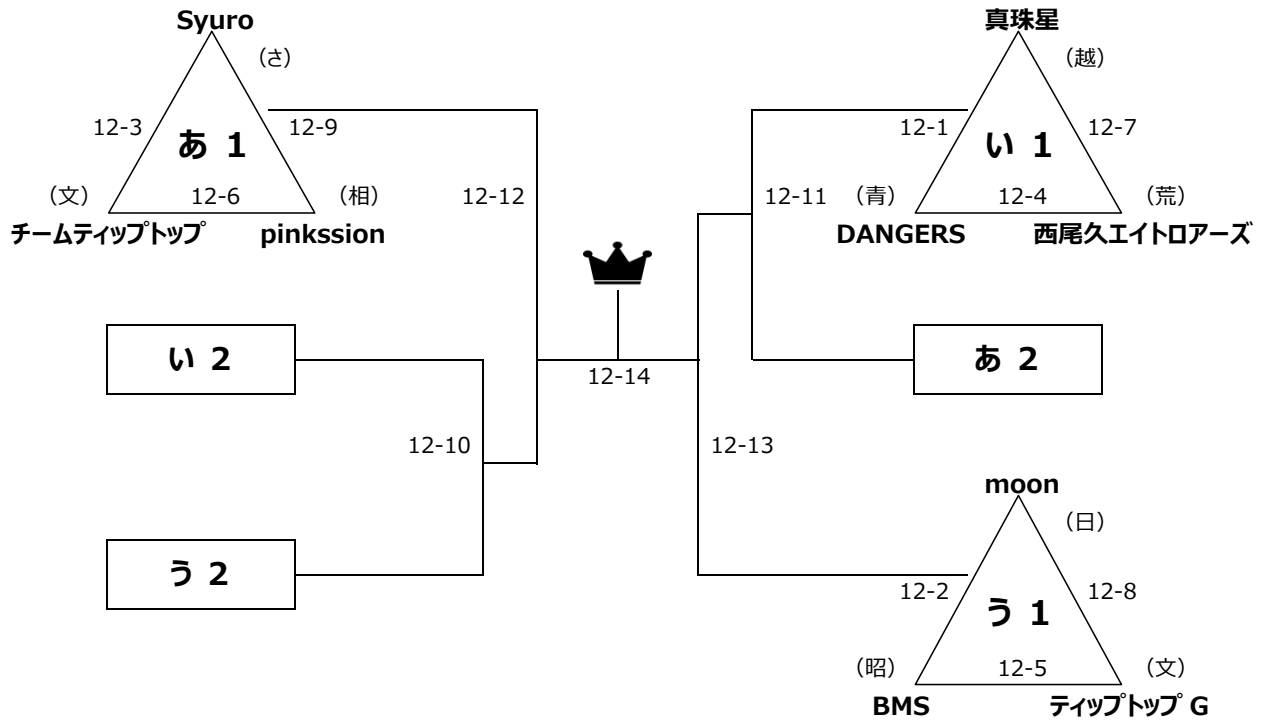 Syuro
(さ)
12-3
12-9
あ 1
(文)
12-6
(相)
チームティップトップ
pinkssion
12-12
真珠星
(越)
12-1
12-7
い 1
12-11
(青)
12-4
(荒)
DANGERS
西尾久エイトロアーズ
い 2
12-14
あ 2
12-10
12-13
う 2
moon
(日)
12-2
12-8
う 1
(昭)
12-5
(文)
BMS
ティップトップ G